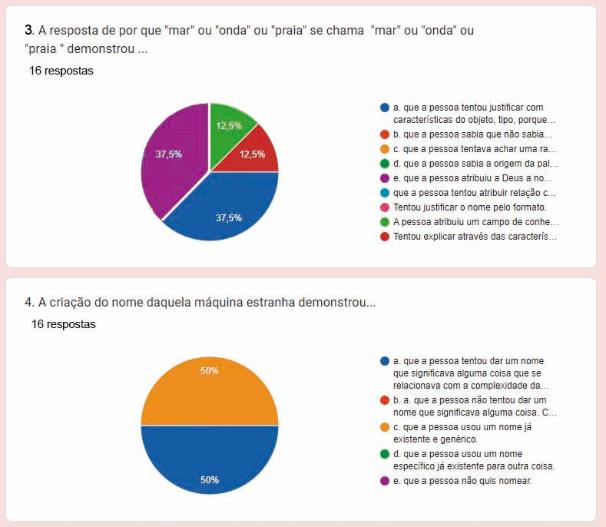 3. A resposta de por que "mar" ou "onda" ou "praia" se chama "mar" ou "onda" ou
"praia " demonstrou ...
16 respostas
12,5%
12,5%
37,5%
37,5%
a. que a pessoa tentou justificar com
características do objeto, tipo, porque...
b. que a pessoa sabia que não sabia...
c. que a pessoa tentava achar uma ra...
d. que a pessoa sabia a origem da pal...
e. que a pessoa atribuiu a Deus a no...
que a pessoa tentou atribuir relação c...
Tentou justificar o nome pelo formato.
A pessoa atribuiu um campo de conhe...
Tentou explicar através das caracterís...
4. A criação do nome daquela máquina estranha demonstrou...
16 respostas
50%
50%
a. que a pessoa tentou dar um nome
que significava alguma coisa que se
relacionava com a complexidade da...
b. a. que a pessoa não tentou dar um
nome que significava alguma coisa. C...
c. que a pessoa usou um nome já
existente e genérico.
d. que a pessoa usou um nome
específico já existente para outra coisa.
e. que a pessoa não quis nomear.